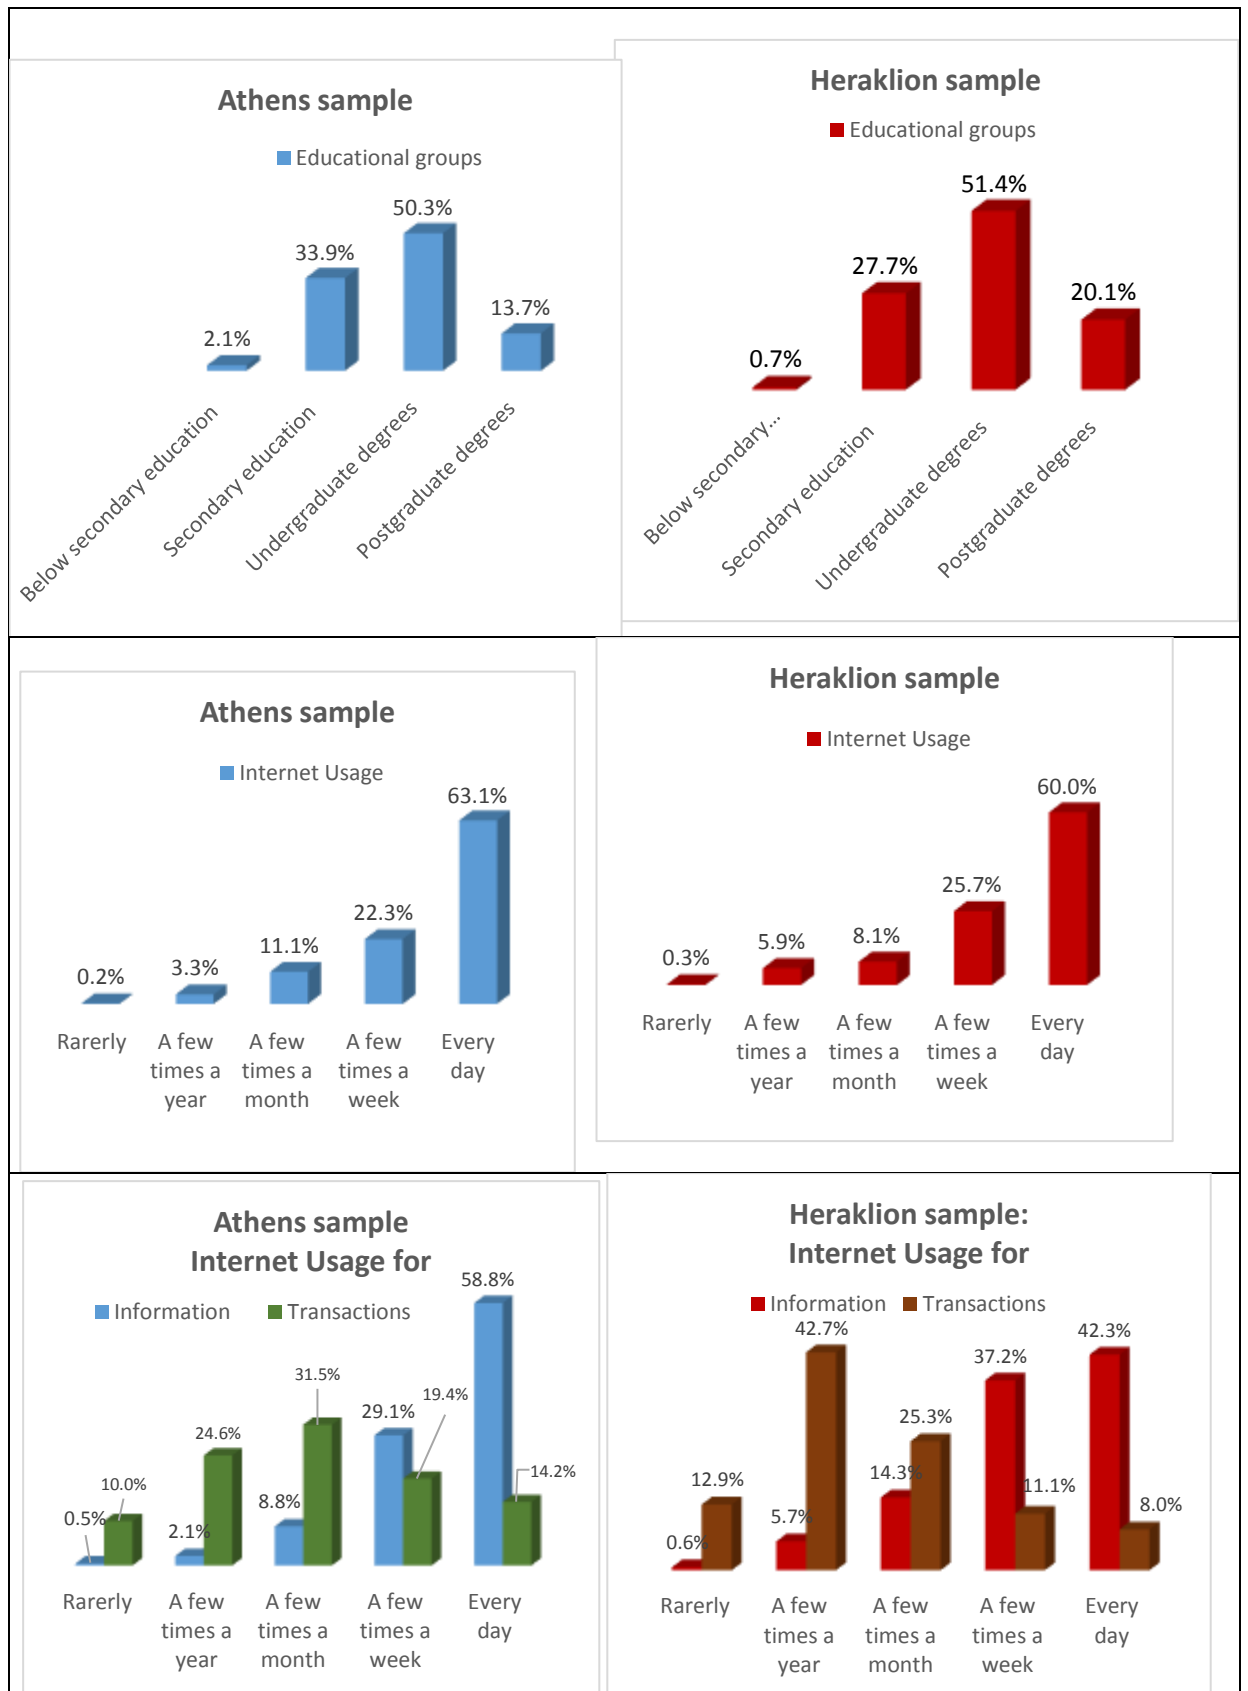 Athens sample
Educational groups
2.1%
33.9%
50.3%
13.7%
Below secondary education
Secondary education
Undergraduate degrees
Postgraduate degrees
Heraklion sample
Educational groups
0.7%
27.7%
51.4%
20.1%
Below secondary...
Secondary education
Undergraduate degrees
Postgraduate degrees
Athens sample
Internet Usage
0.2%
3.3%
11.1%
22.3%
63.1%
Rarerly
A few
times a
year
A few
times a
month
A few
times a
week
Every
day
Heraklion sample
Internet Usage
0.3%
5.9%
8.1%
25.7%
60.0%
Rarerly
A few
times a
year
A few
times a
month
A few
times a
week
Every
day
Athens sample
Internet Usage for
Information
Transactions
0.5%
10.0%
2.1%
24.6%
8.8%
31.5%
29.1%
19.4%
58.8%
14.2%
Rarerly
A few
times a
year
A few
times a
month
A few
times a
week
Every
day
Heraklion sample:
Internet Usage for
Information
Transactions
0.6%
12.9%
5.7%
42.7%
14.3%
25.3%
37.2%
11.1%
42.3%
8.0%
Rarerly
A few
times a
year
A few
times a
month
A few
times a
week
Every
day